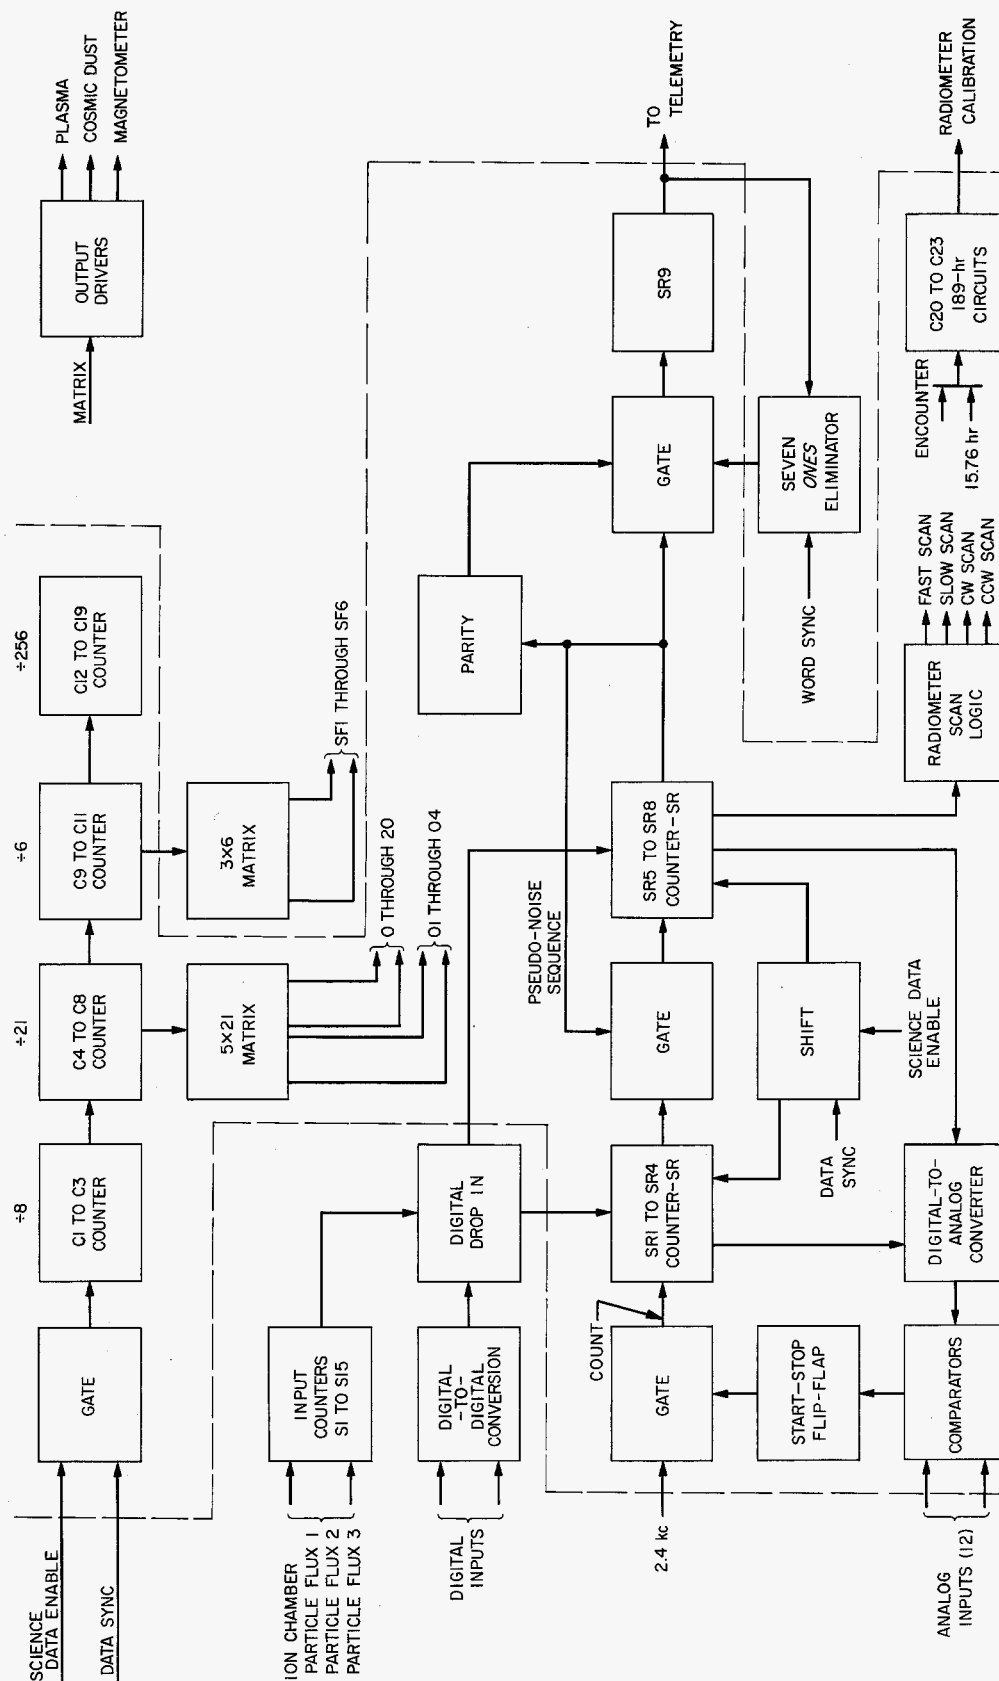 SCIENCE
DATA ENABLE
DATA SYNC
GATE
÷8
C1 TO C3
COUNTER
÷21
C4 TO C8
COUNTER
÷6
C9 TO C11
COUNTER
÷256
C12 TO C19
COUNTER
MATRIX
OUTPUT
DRIVERS
PLASMA
COSMIC DUST
MAGNETOMETER
5X21
MATRIX
3X6
MATRIX
SF1 THROUGH SF6
0 THROUGH 20
01 THROUGH 04
ION CHAMBER
PARTICLE FLUX 1
PARTICLE FLUX 2
PARTICLE FLUX 3
INPUT
COUNTERS
S1 TO S15
DIGITAL
INPUTS
DIGITAL
-TO-
DIGITAL
CONVERSION
DIGITAL
DROP IN
PSEUDO-NOISE
SEQUENCE
PARITY
2.4 kc
GATE
COUNT
SR1 TO SR4
COUNTER-SR
GATE
SR5 TO SR8
COUNTER-SR
GATE
SR9
TO
TELEMETRY
START-STOP
FLIP-FLAP
DATA
SYNC
SHIFT
SCIENCE DATA
ENABLE
WORD SYNC
SEVEN
ONES
ELIMINATOR
ANALOG
INPUTS (12)
COMPARATORS
DIGITAL-TO-
ANALOG
CONVERTER
RADIOMETER
SCAN
LOGIC
FAST SCAN
SLOW SCAN
CW SCAN
CCW SCAN
ENCOUNTER
15.76 hr
C20 TO C23
189-hr
CIRCUITS
RADIOMETER
CALIBRATION